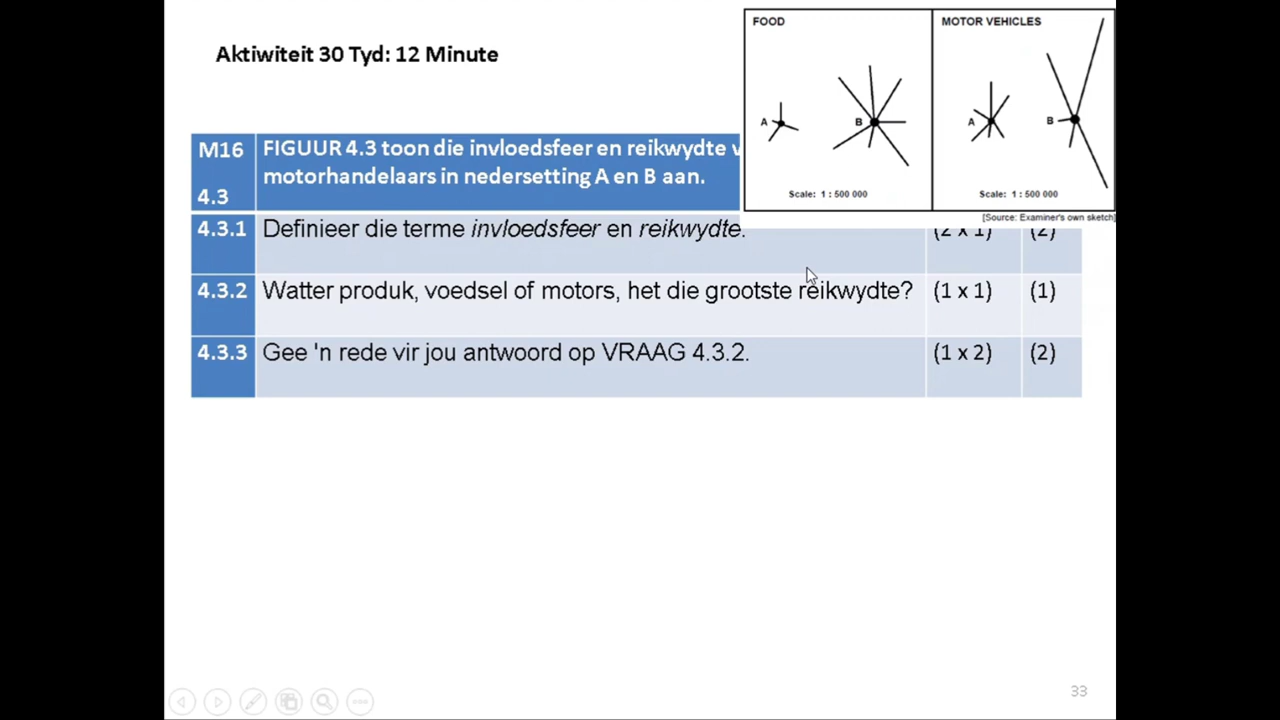 Aktiwiteit 30 Tyd: 12 Minute
FOOD
A
B
Scale: 1 : 500 000
MOTOR VEHICLES
A
B
Scale: 1 : 500 000
[Source: Examiner's own sketch]
M16
4.3
FIGUUR 4.3 toon die invloedsfeer en reikwydte
motorhandelaars in nedersetting A en B aan.
4.3.1 Definieer die terme invloedsfeer en reikwydte. (2 x 1) (2)
4.3.2 Watter produk, voedsel of motors, het die grootste reikwydte? (1 x 1) (1)
4.3.3 Gee 'n rede vir jou antwoord op VRAAG 4.3.2. (1 x 2) (2)
33